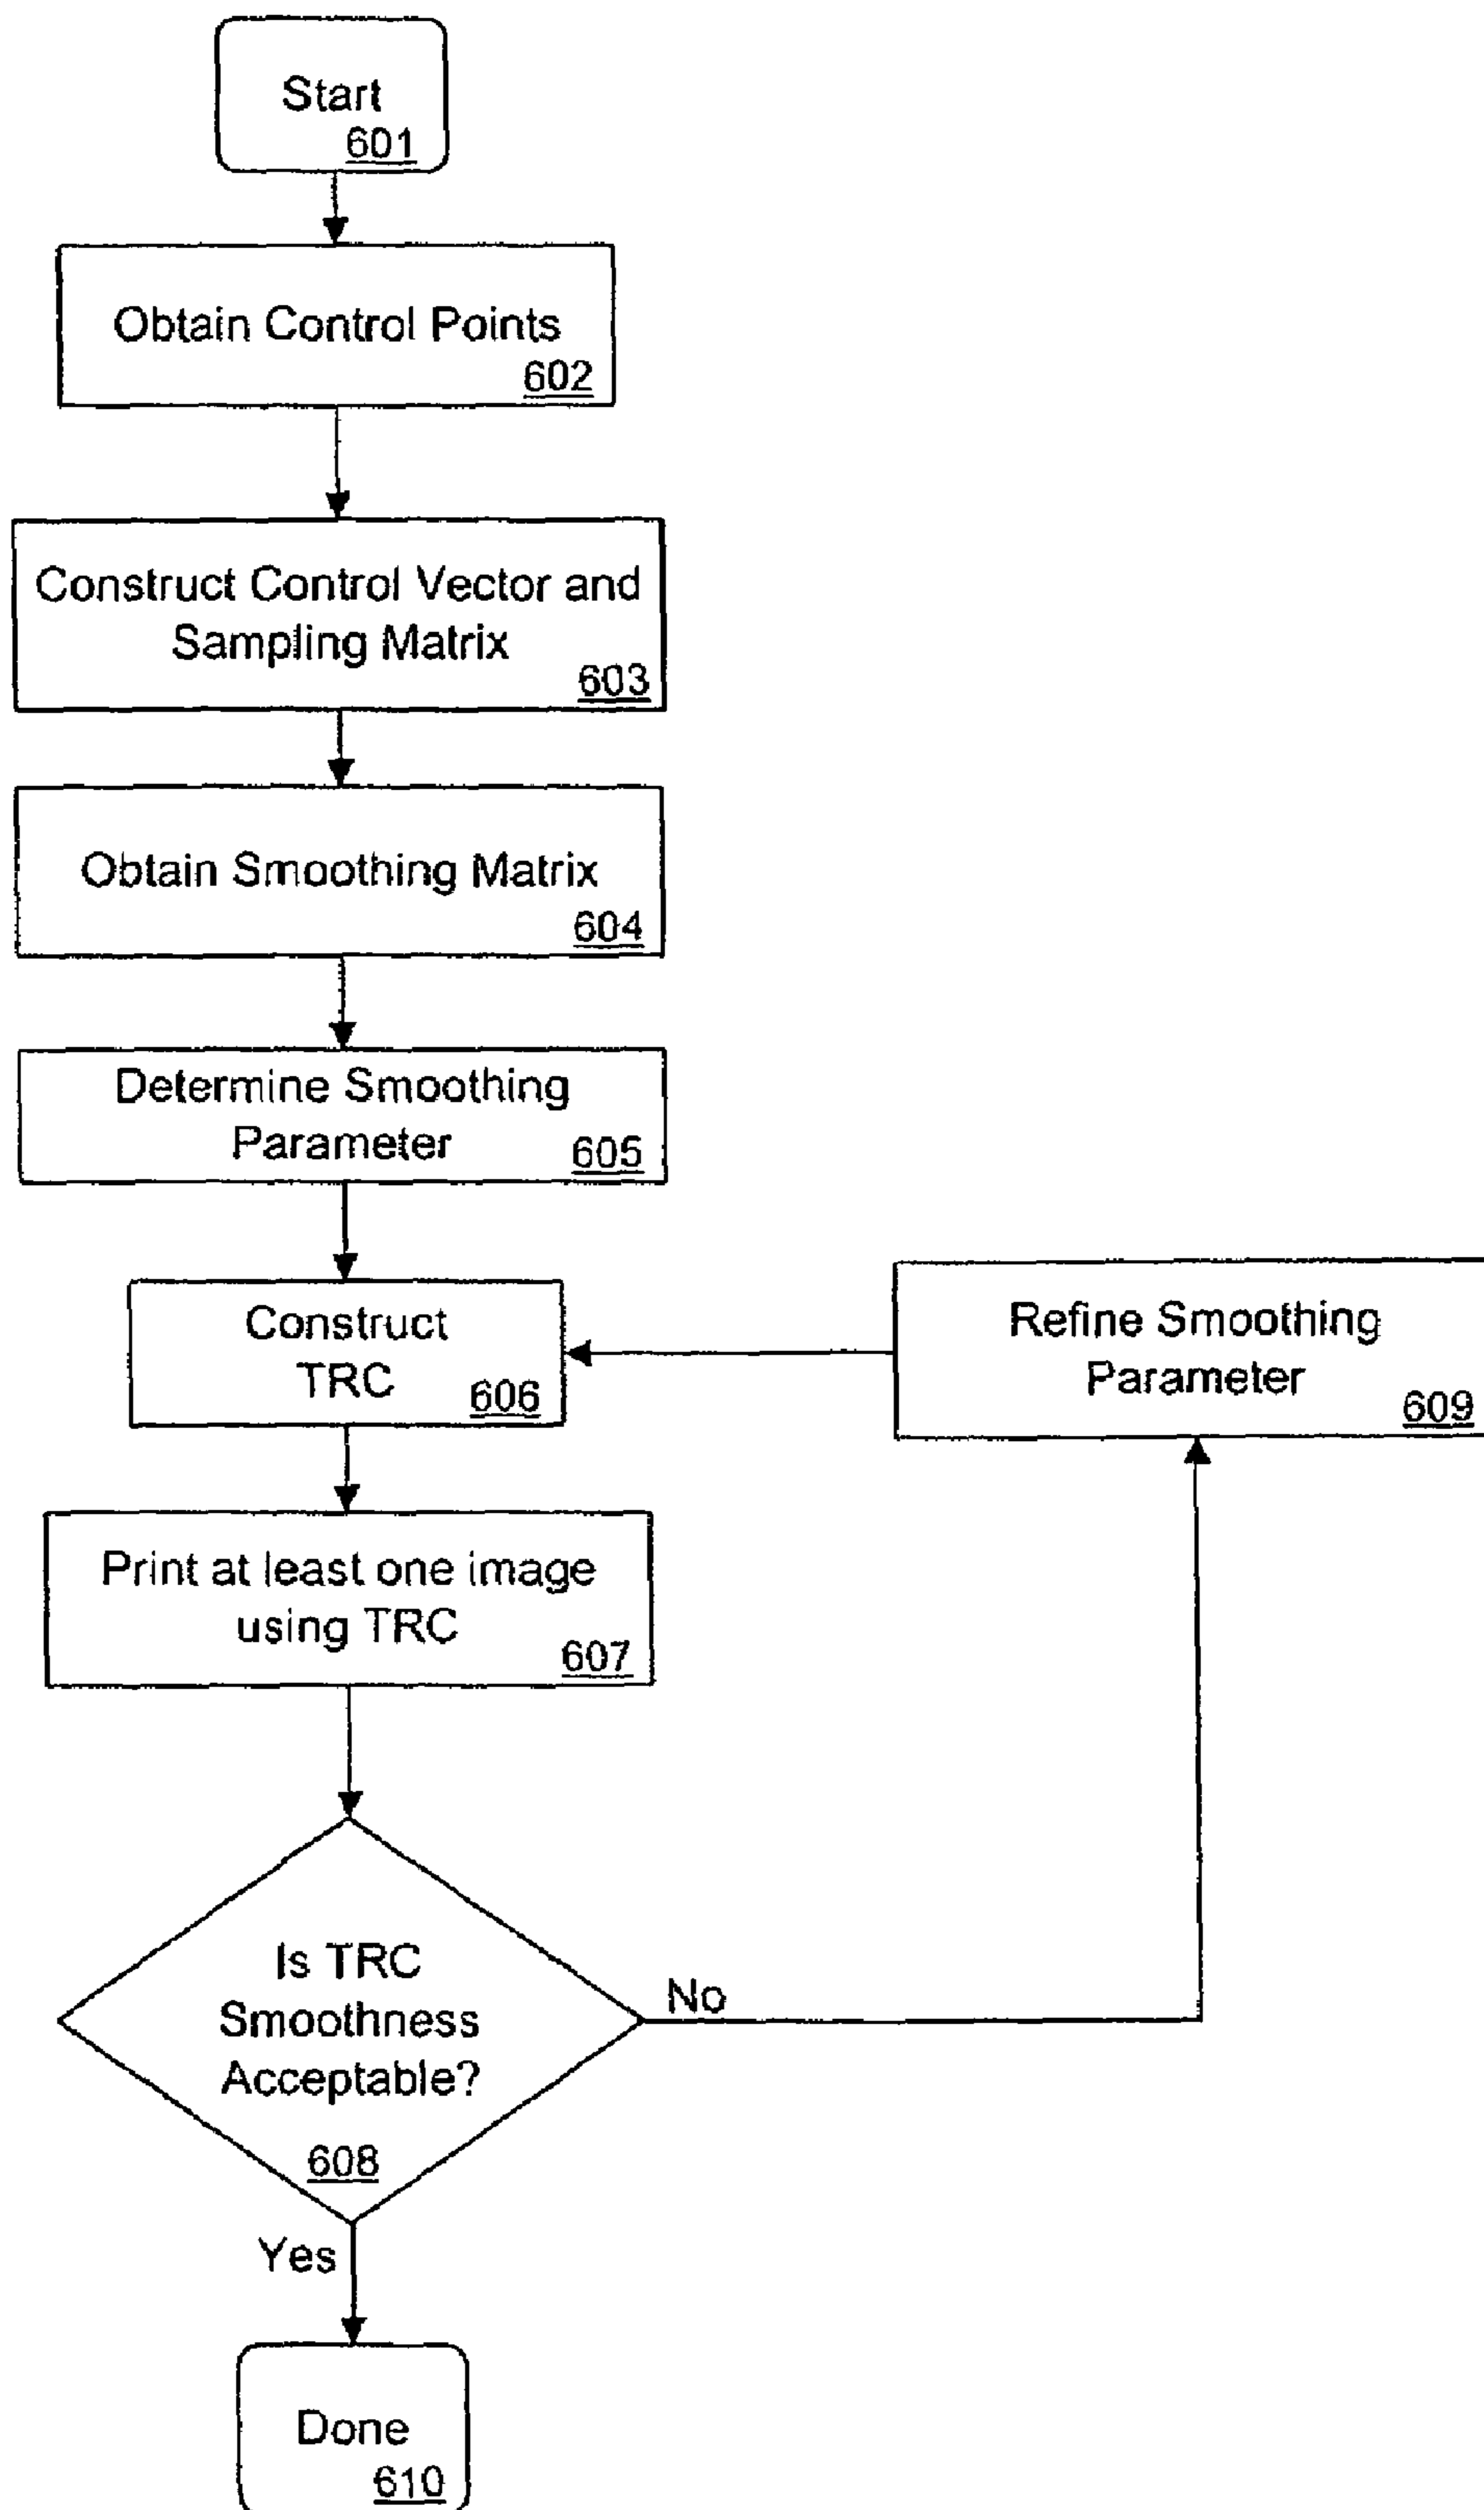 Start
601
Obtain Control Points
602
Construct Control Vector and
Sampling Matrix
603
Obtain Smoothing Matrix
604
Determine Smoothing
Parameter
605
Construct
TRC
606
Refine Smoothing
Parameter
609
Print at least one image
using TRC
607
Is TRC
Smoothness
Acceptable?
608
No
Yes
Done
610